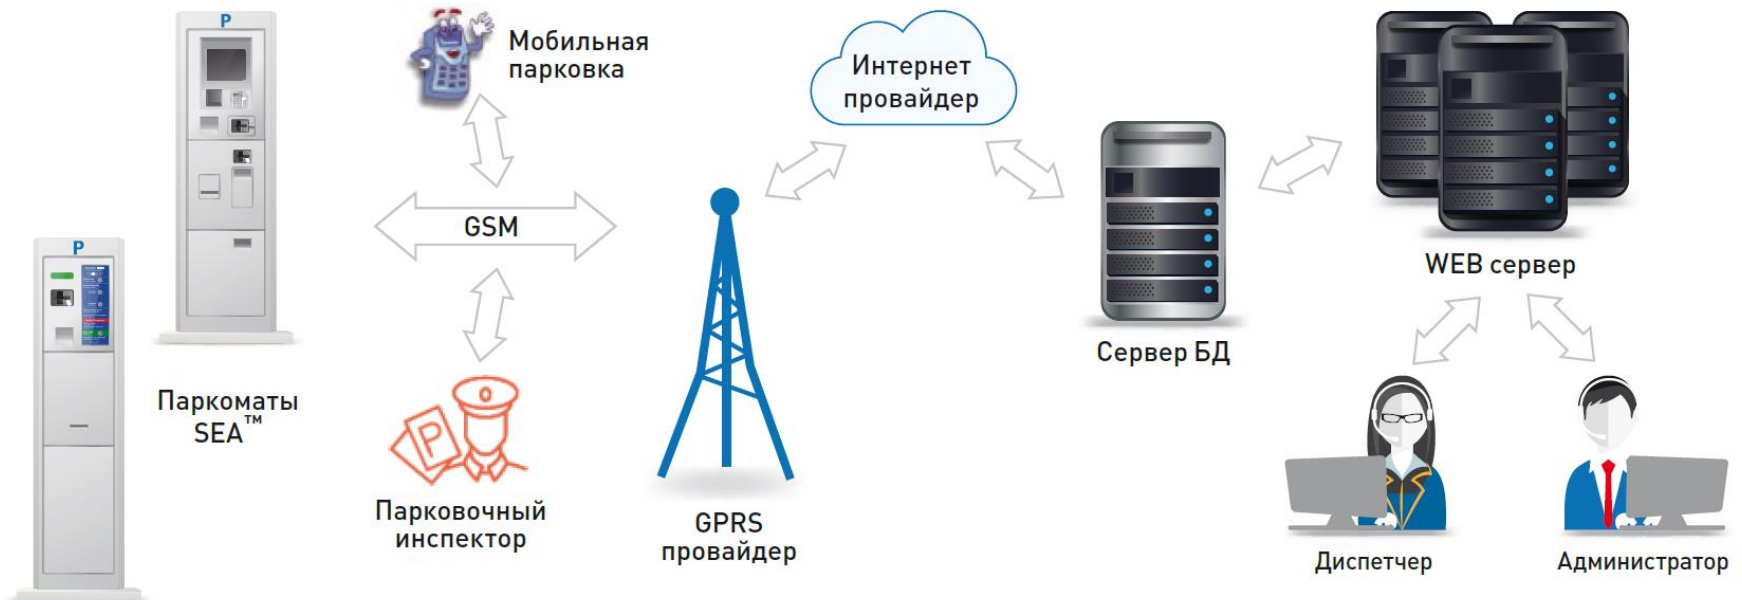 P
P
Паркоматы
SEA™
Мобильная
парковка
GSM
Парковочный
инспектор
P
GPRS
провайдер
Интернет
провайдер
Сервер БД
WEB сервер
Диспетчер
Администратор